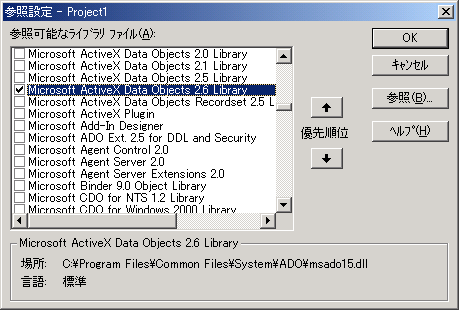 参照設定 - Project1
参照可能なライブラリ ファイル(A):
Microsoft ActiveX Data Objects 2.0 Library
Microsoft ActiveX Data Objects 2.1 Library
Microsoft ActiveX Data Objects 2.5 Library
Microsoft ActiveX Data Objects 2.6 Library
Microsoft ActiveX Data Objects Recordset 2.5 L
Microsoft ActiveX Plugin
Microsoft Add-In Designer
Microsoft ADO Ext. 2.5 for DDL and Security
Microsoft Agent Control 2.0
Microsoft Agent Server 2.0
Microsoft Agent Server Extensions 2.0
Microsoft Binder 9.0 Object Library
Microsoft CDO for NTS 1.2 Library
Microsoft CDO for Windows 2000 Library
優先順位
OK
ｷｬﾝｾﾙ
参照(B)...
ﾍﾙﾌﾟ(H)
Microsoft ActiveX Data Objects 2.6 Library
場所: C:¥Program Files¥Common Files¥System¥ADO¥msado15.dll
言語: 標準